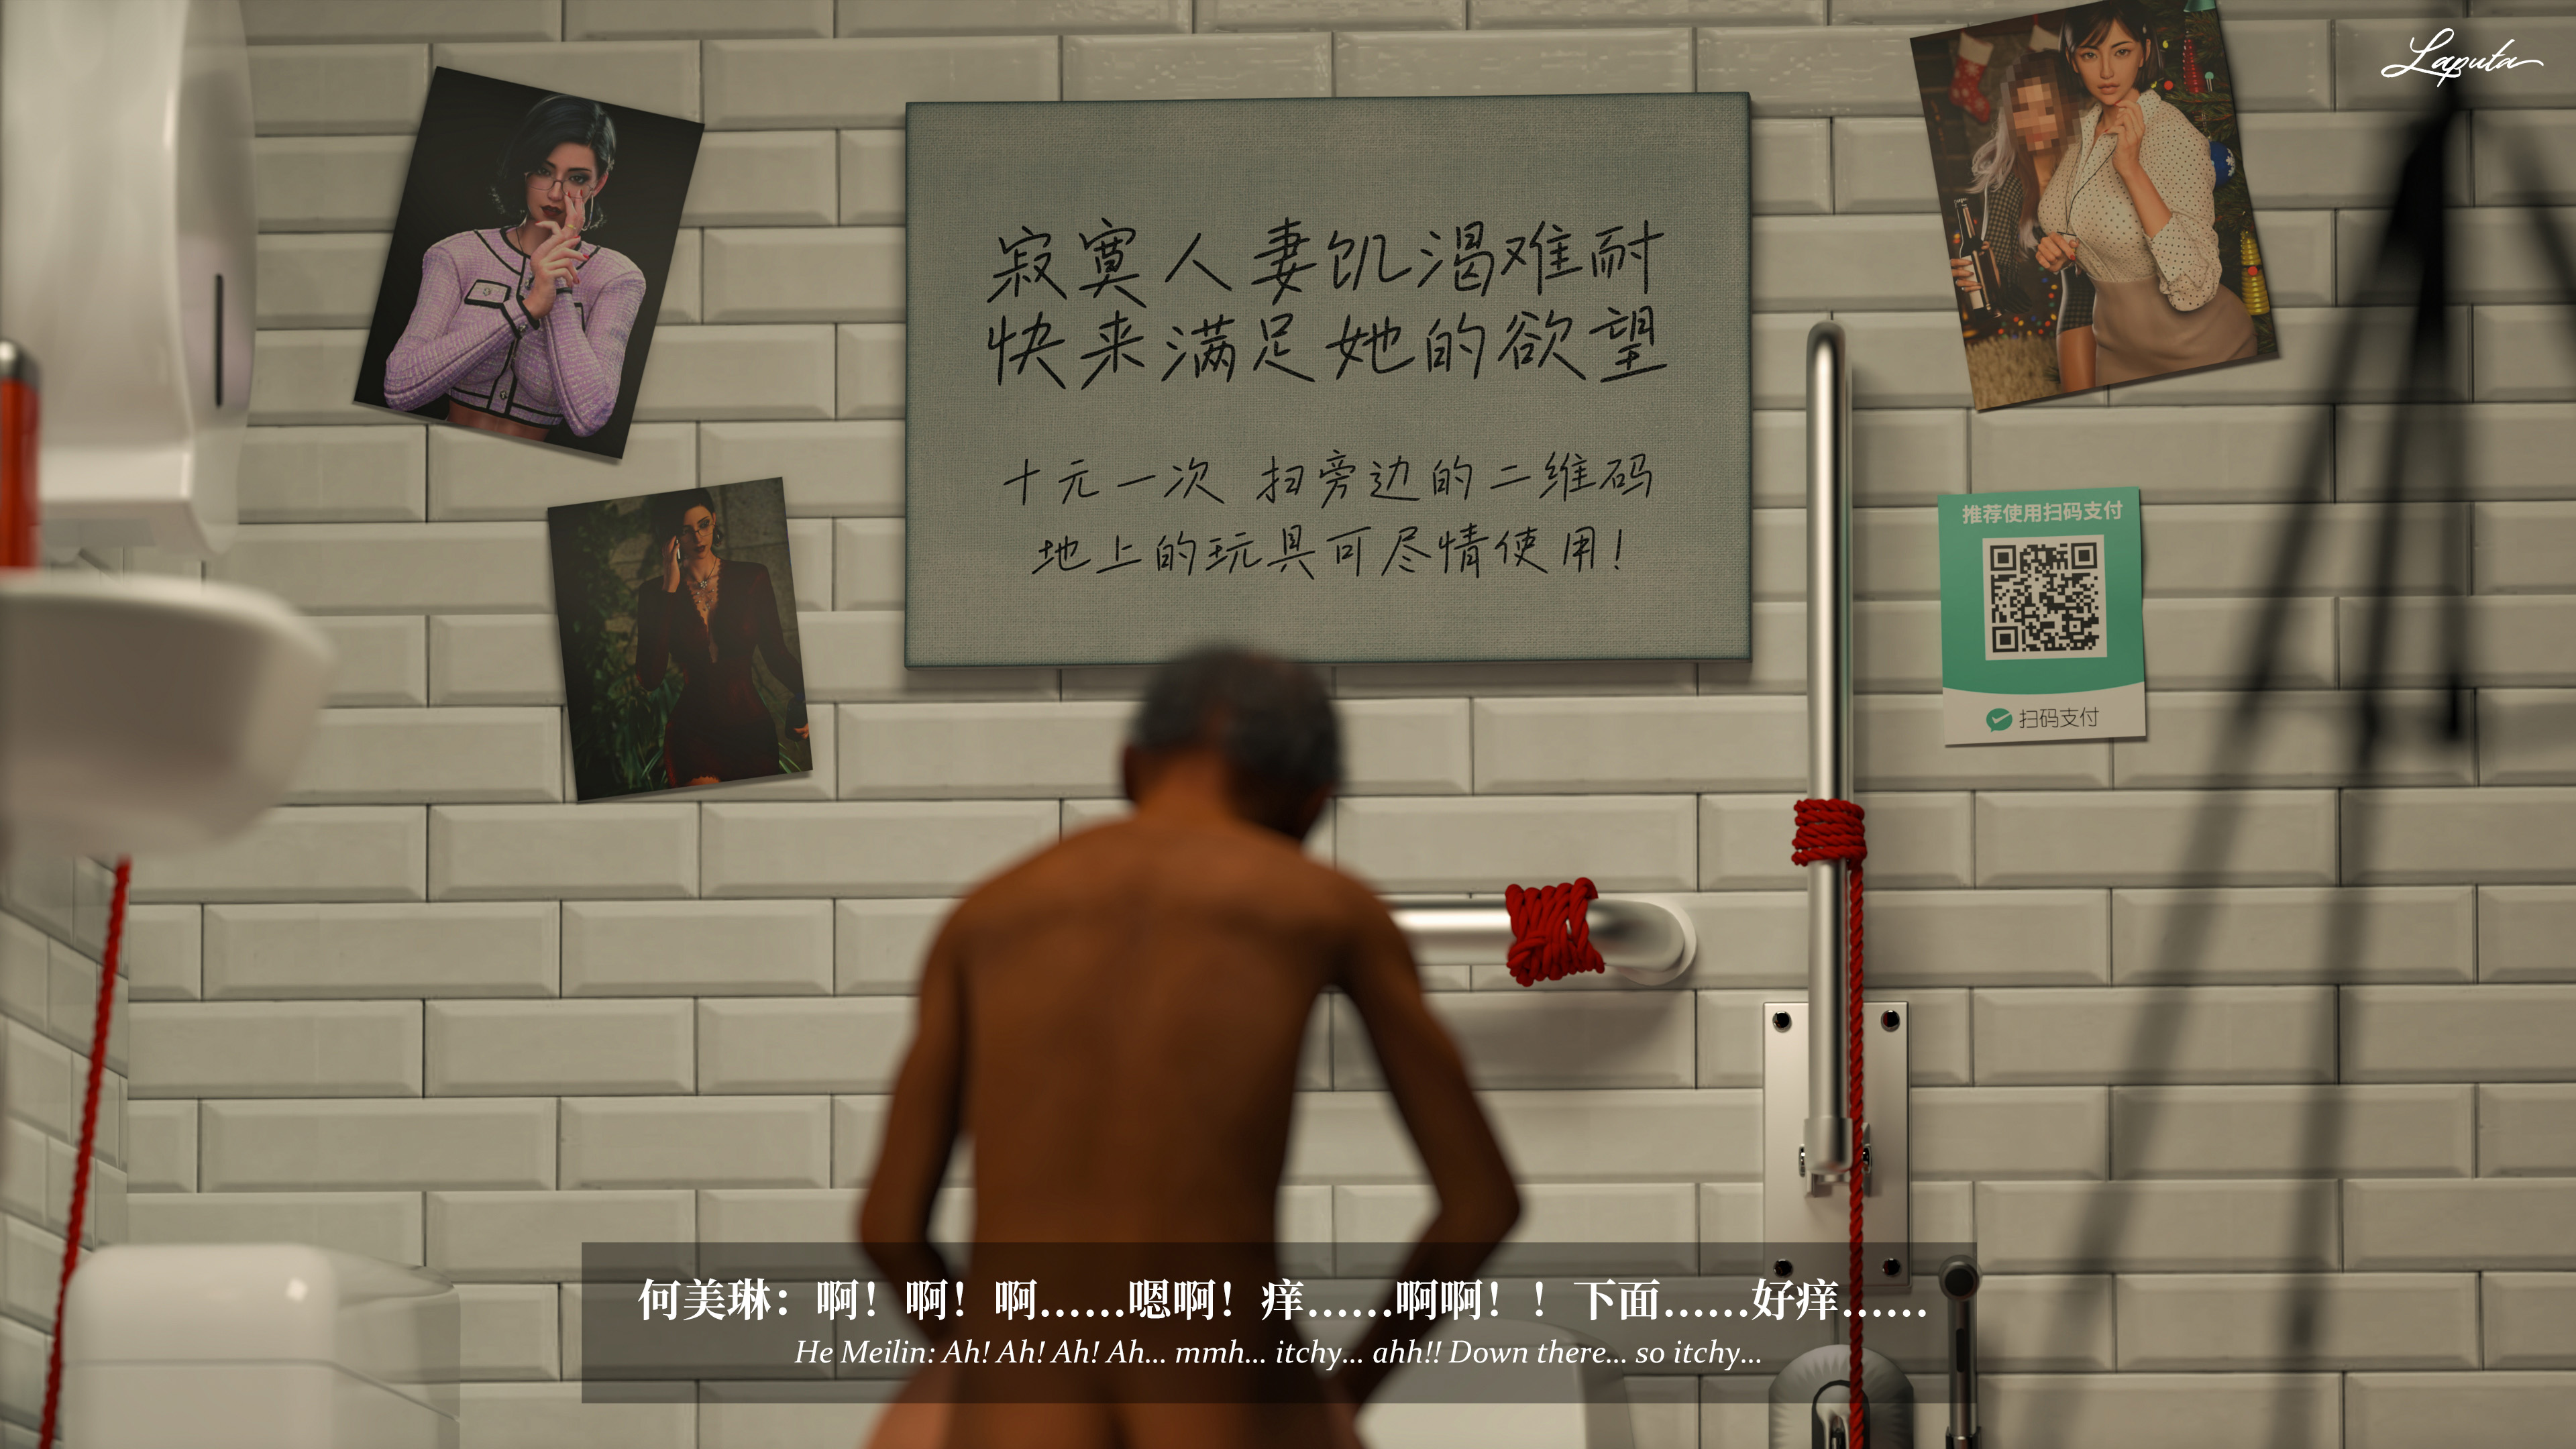 Laputa
寂寞人妻饥渴难耐
快来满足她的欲望
十元一次 扫旁边的二维码
地上的玩具可尽情使用！
推荐使用扫码支付
扫码支付
何美琳：啊！啊！啊……嗯啊！痒……啊啊！！下面……好痒……
He Meilin: Ah! Ah! Ah! Ah... mmh... itchy... ahh!! Down there... so itchy...